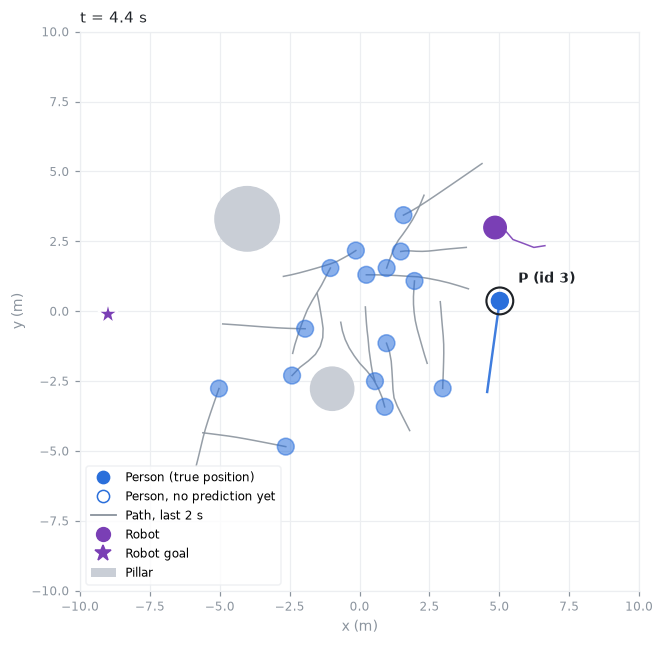 t = 4.4 s
10.0
7.5
5.0
2.5
0.0
−2.5
−5.0
−7.5
−10.0
y (m)
P (id 3)
Person (true position)
Person, no prediction yet
Path, last 2 s
Robot
Robot goal
Pillar
−10.0 −7.5 −5.0 −2.5 0.0 2.5 5.0 7.5 10.0
x (m)